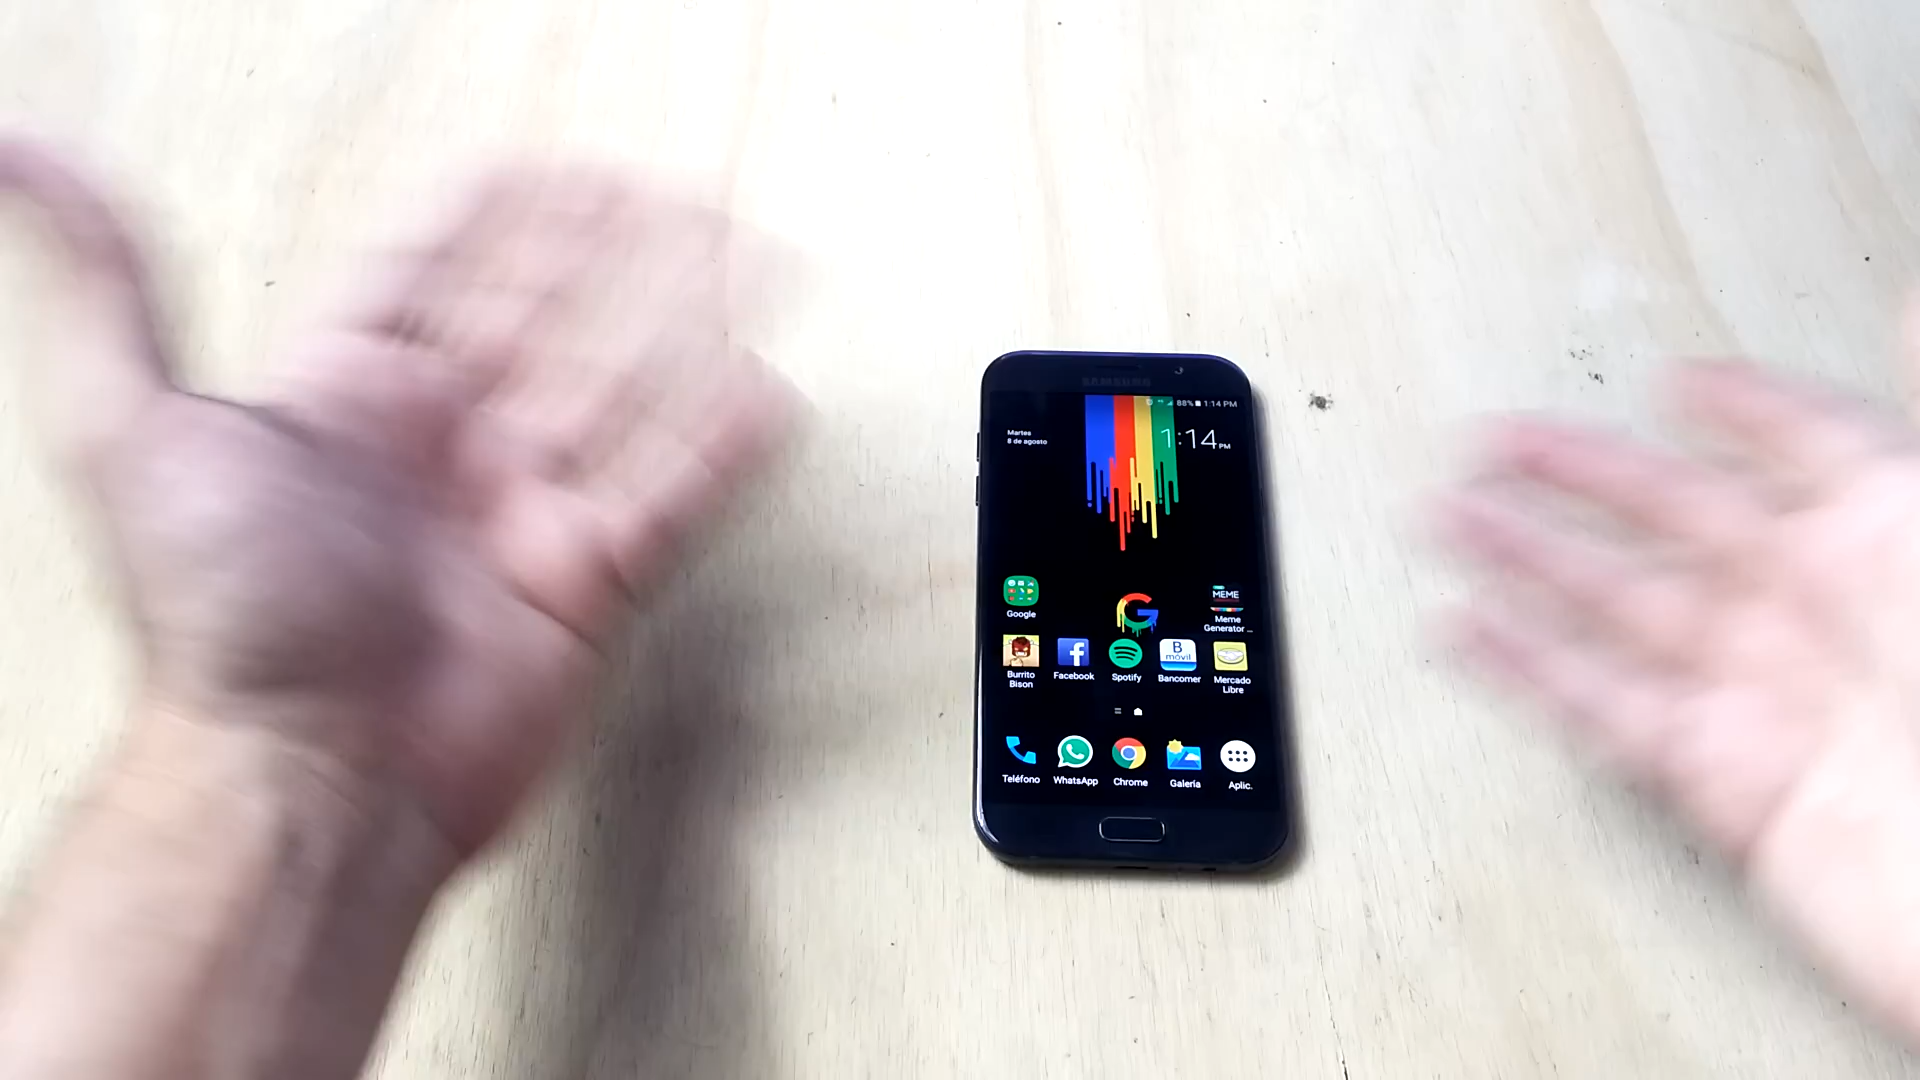 SAMSUNG
88% 1:14 PM
Martes
8 de agosto
1:14 PM
Google
MEME
Meme
Generator ...
Burrito
Bison
Facebook
Spotify
B
móvil
Bancomer
Mercado
Libre
Teléfono
WhatsApp
Chrome
Galería
Aplic.